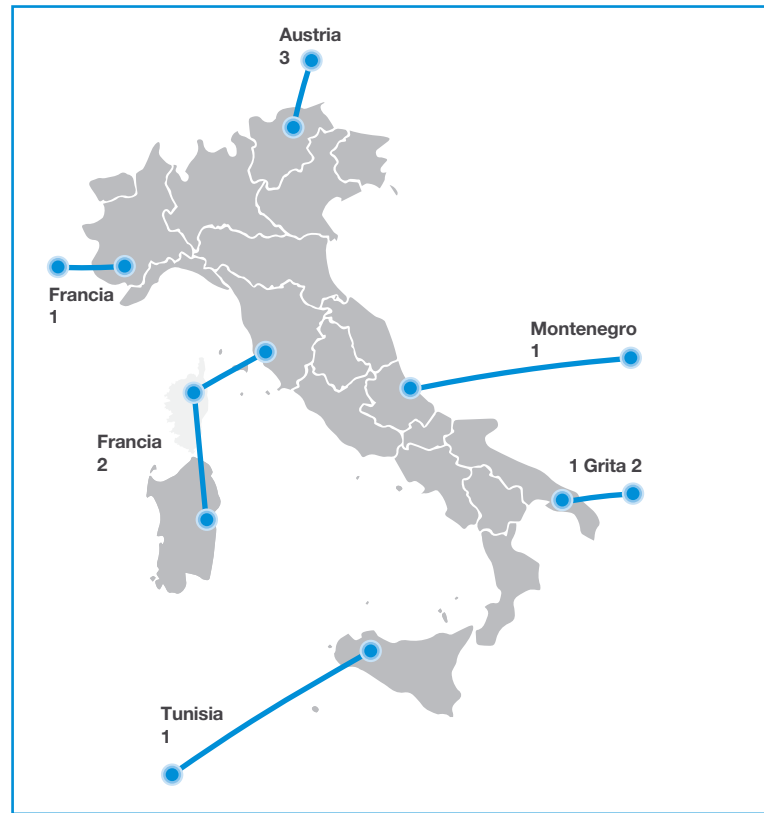 Austria
3
Francia
1
Montenegro
1
Francia
2
1 Grita 2
Tunisia
1